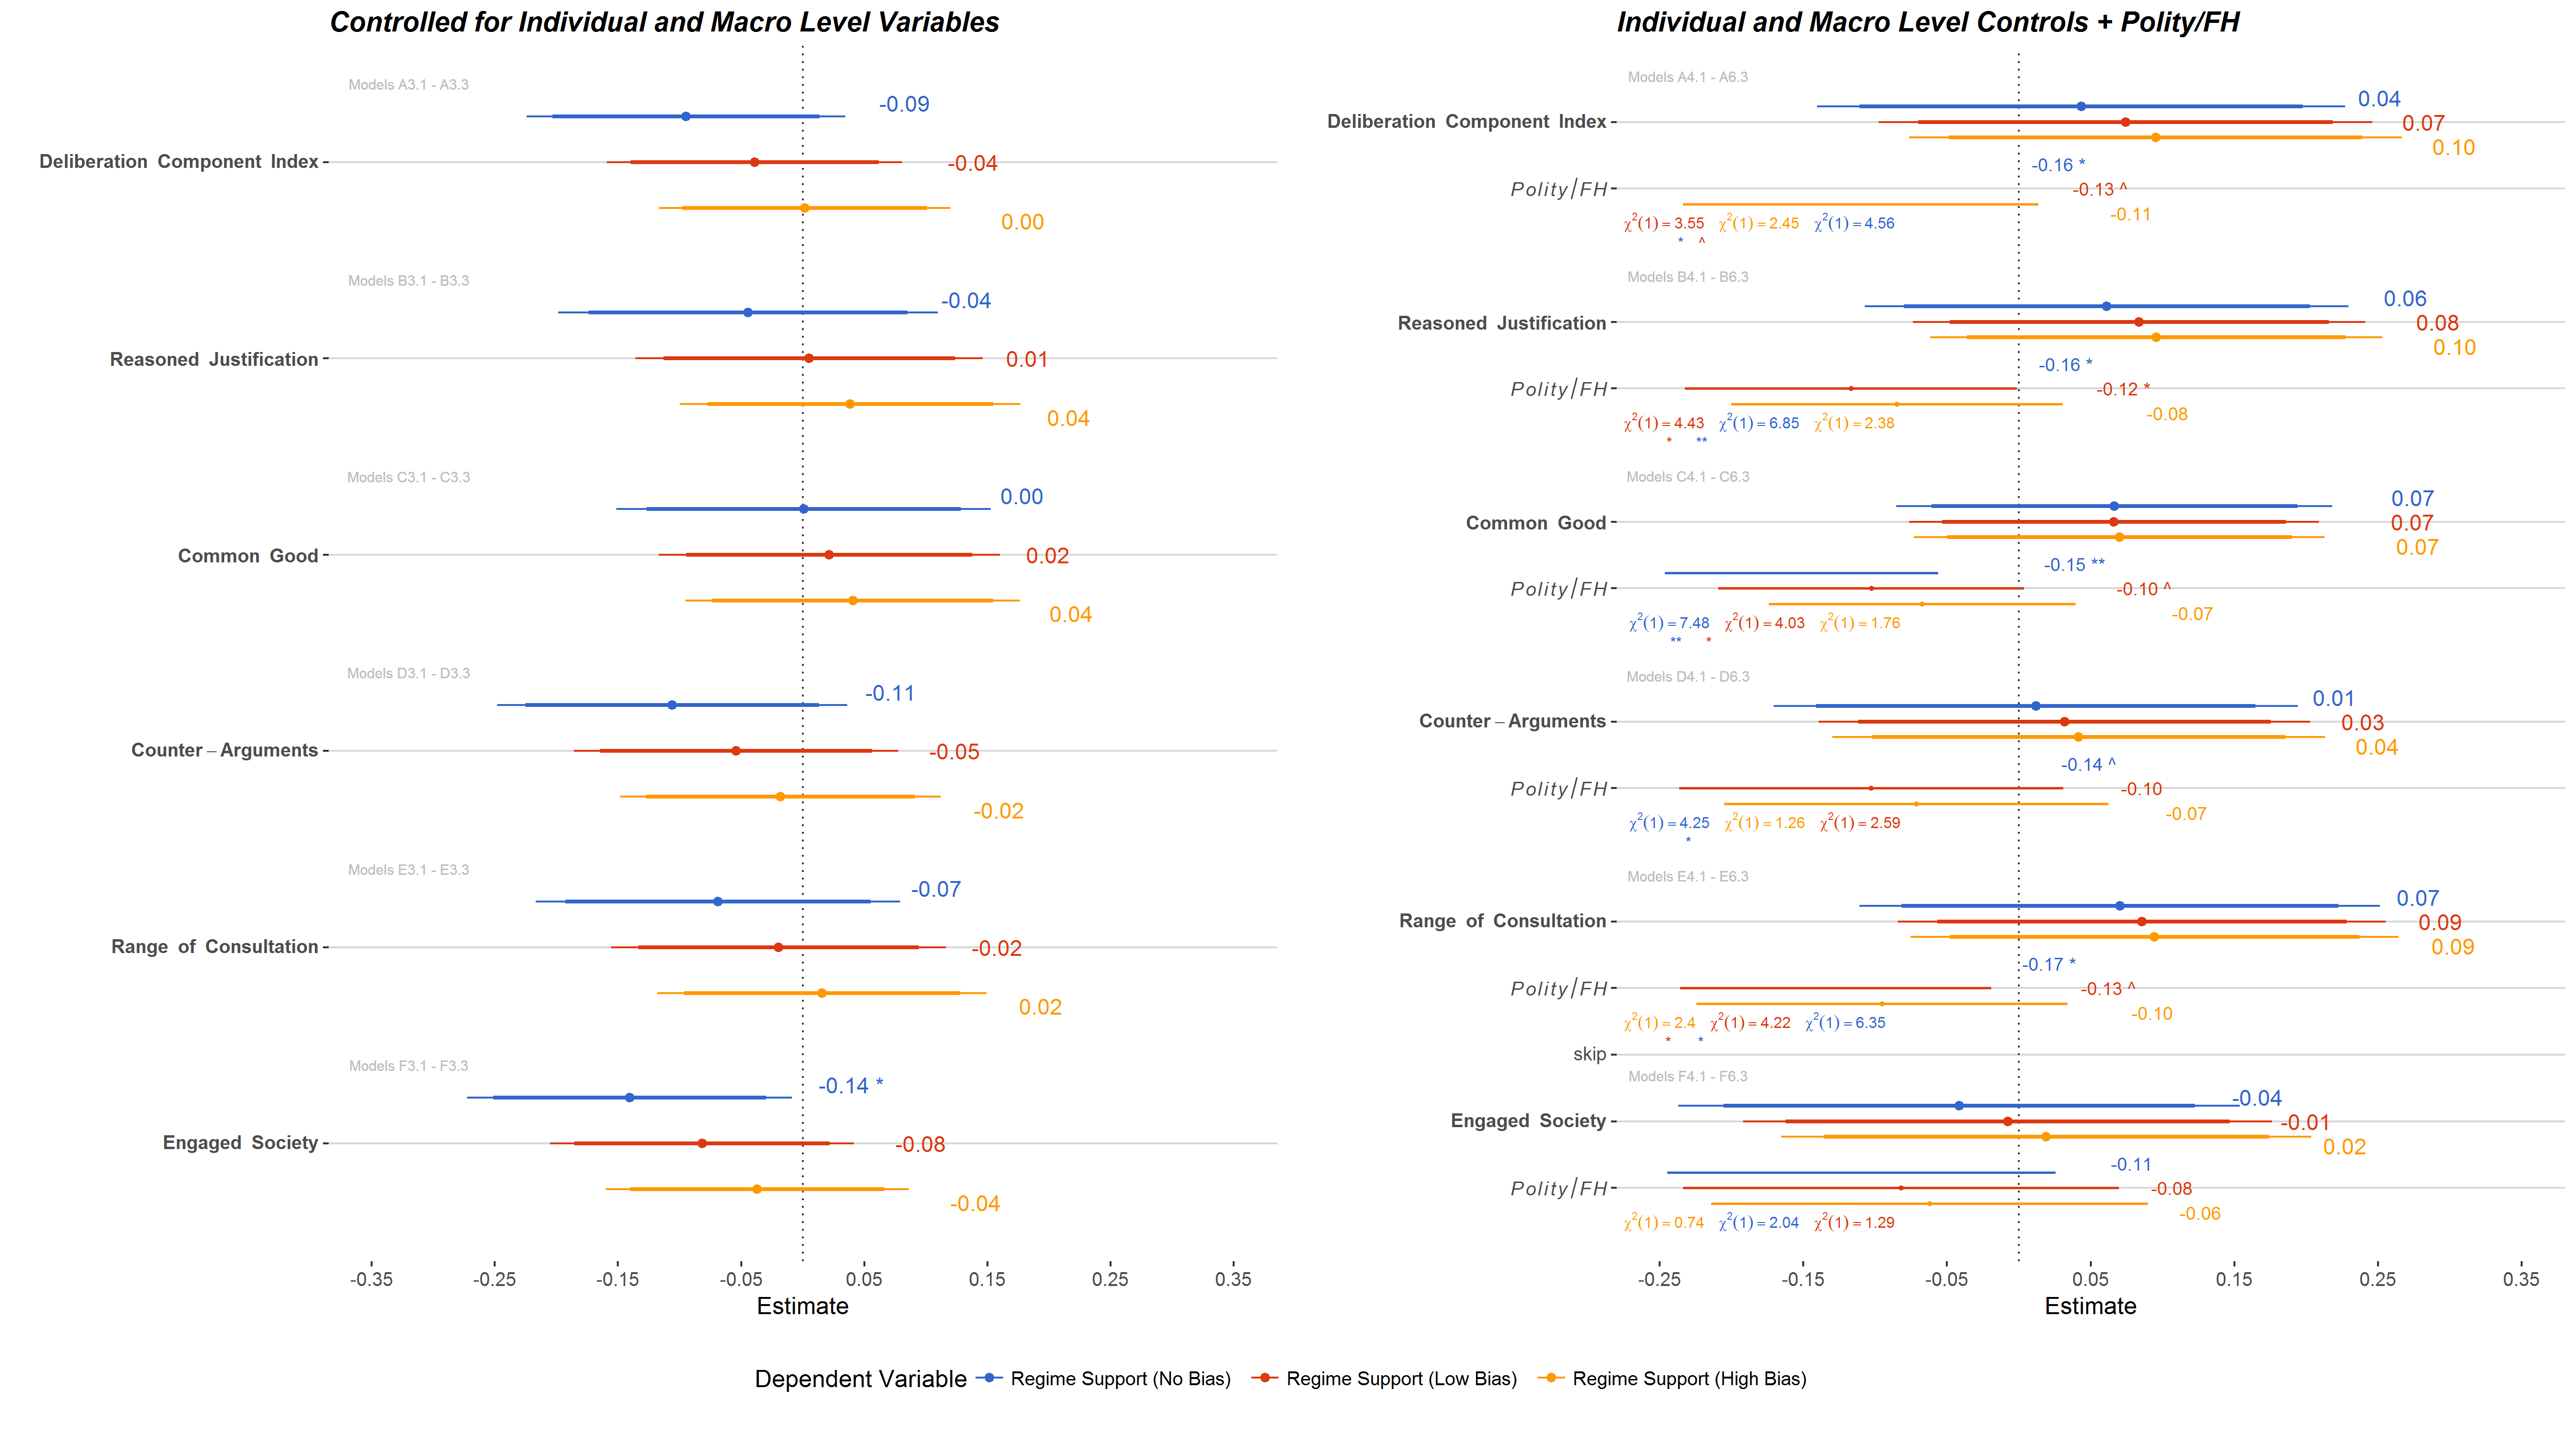 Controlled for Individual and Macro Level Variables
Models A3.1 - A3.3
-0.09
Deliberation Component Index
-0.04
0.00
Models B3.1 - B3.3
-0.04
Reasoned Justification
0.01
0.04
Models C3.1 - C3.3
0.00
Common Good
0.02
0.04
Models D3.1 - D3.3
-0.11
Counter–Arguments
-0.05
-0.02
Models E3.1 - E3.3
-0.07
Range of Consultation
-0.02
0.02
Models F3.1 - F3.3
-0.14 *
Engaged Society
-0.08
-0.04
-0.35 -0.25 -0.15 -0.05 0.05 0.15 0.25 0.35
Estimate
Individual and Macro Level Controls + Polity/FH
Models A4.1 - A6.3
0.04
Deliberation Component Index
0.07
0.10
-0.16 *
Polity/FH
-0.13 ^
-0.11
χ²(1) = 3.55 χ²(1) = 2.45 χ²(1) = 4.56
* ^
Models B4.1 - B6.3
0.06
Reasoned Justification
0.08
0.10
-0.16 *
Polity/FH
-0.12 *
-0.08
χ²(1) = 4.43 χ²(1) = 6.85 χ²(1) = 2.38
* **
Models C4.1 - C6.3
0.07
Common Good
0.07
0.07
-0.15 **
Polity/FH
-0.10 ^
-0.07
χ²(1) = 7.48 χ²(1) = 4.03 χ²(1) = 1.76
** *
Models D4.1 - D6.3
0.01
Counter–Arguments
0.03
0.04
-0.14 ^
Polity/FH
-0.10
-0.07
χ²(1) = 4.25 χ²(1) = 1.26 χ²(1) = 2.59
*
Models E4.1 - E6.3
0.07
Range of Consultation
0.09
0.09
-0.17 *
Polity/FH
-0.13 ^
-0.10
χ²(1) = 2.4 χ²(1) = 4.22 χ²(1) = 6.35
* *
skip
Models F4.1 - F6.3
-0.04
Engaged Society
-0.01
0.02
-0.11
Polity/FH
-0.08
-0.06
χ²(1) = 0.74 χ²(1) = 2.04 χ²(1) = 1.29
-0.25 -0.15 -0.05 0.05 0.15 0.25 0.35
Estimate
Dependent Variable Regime Support (No Bias) Regime Support (Low Bias) Regime Support (High Bias)